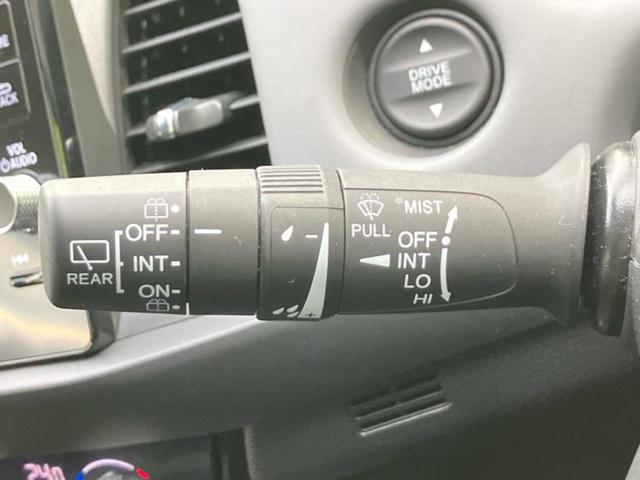 DRIVE
MODE
VOL
AUDIO
REAR
OFF
INT
ON
PULL
MIST
OFF
INT
LO
HI